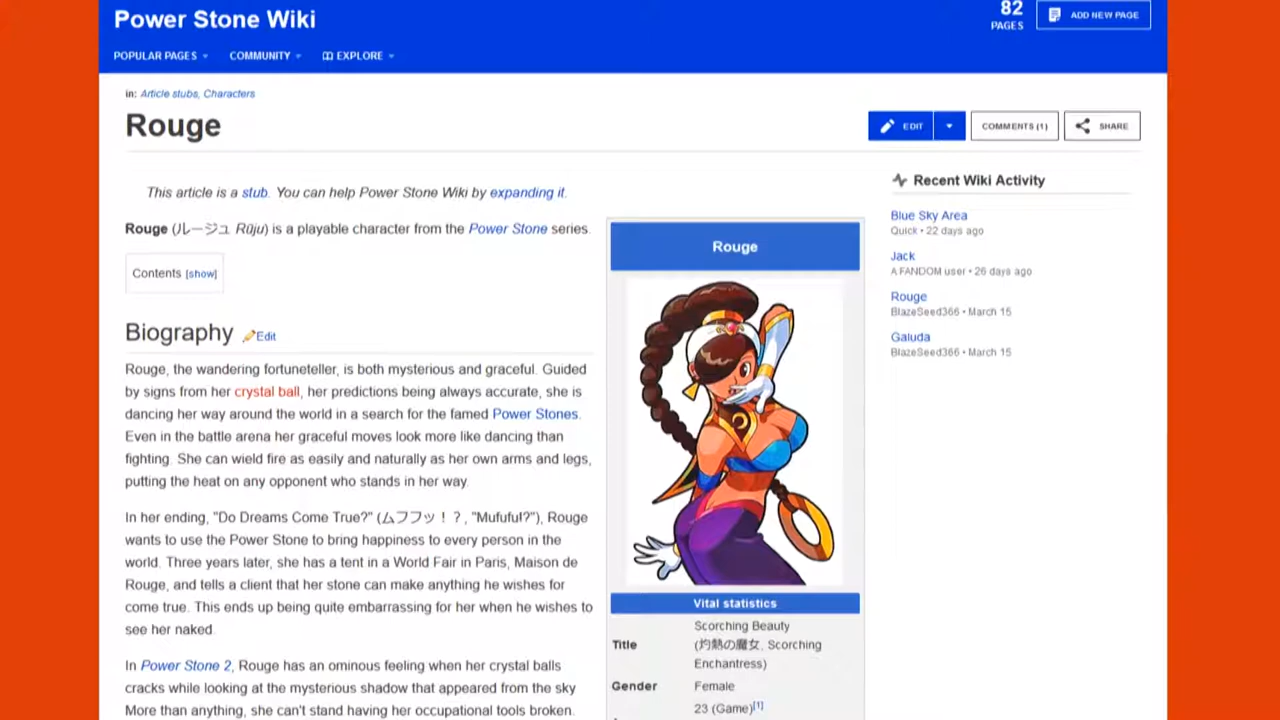 Power Stone Wiki
82
PAGES
ADD NEW PAGE
POPULAR PAGES
COMMUNITY
EXPLORE
in: Article stubs, Characters
Rouge
EDIT
COMMENTS (1)
SHARE
This article is a stub. You can help Power Stone Wiki by expanding it.
Rouge (ルージュ Rūju) is a playable character from the Power Stone series.
Contents [show]
Biography Edit
Rouge, the wandering fortuneteller, is both mysterious and graceful. Guided
by signs from her crystal ball, her predictions being always accurate, she is
dancing her way around the world in a search for the famed Power Stones.
Even in the battle arena her graceful moves look more like dancing than
fighting. She can wield fire as easily and naturally as her own arms and legs,
putting the heat on any opponent who stands in her way.
In her ending, "Do Dreams Come True?" (ムフフッ！？, "Mufufu!?"), Rouge
wants to use the Power Stone to bring happiness to every person in the
world. Three years later, she has a tent in a World Fair in Paris, Maison de
Rouge, and tells a client that her stone can make anything he wishes for
come true. This ends up being quite embarrassing for her when he wishes to
see her naked.
In Power Stone 2, Rouge has an ominous feeling when her crystal balls
cracks while looking at the mysterious shadow that appeared from the sky
More than anything, she can't stand having her occupational tools broken.
Rouge
Vital statistics
Title
Scorching Beauty
(灼熱の魔女, Scorching
Enchantress)
Gender
Female
23 (Game)[1]
Recent Wiki Activity
Blue Sky Area
Quick • 22 days ago
Jack
A FANDOM user • 26 days ago
Rouge
BlazeSeed366 • March 15
Galuda
BlazeSeed366 • March 15